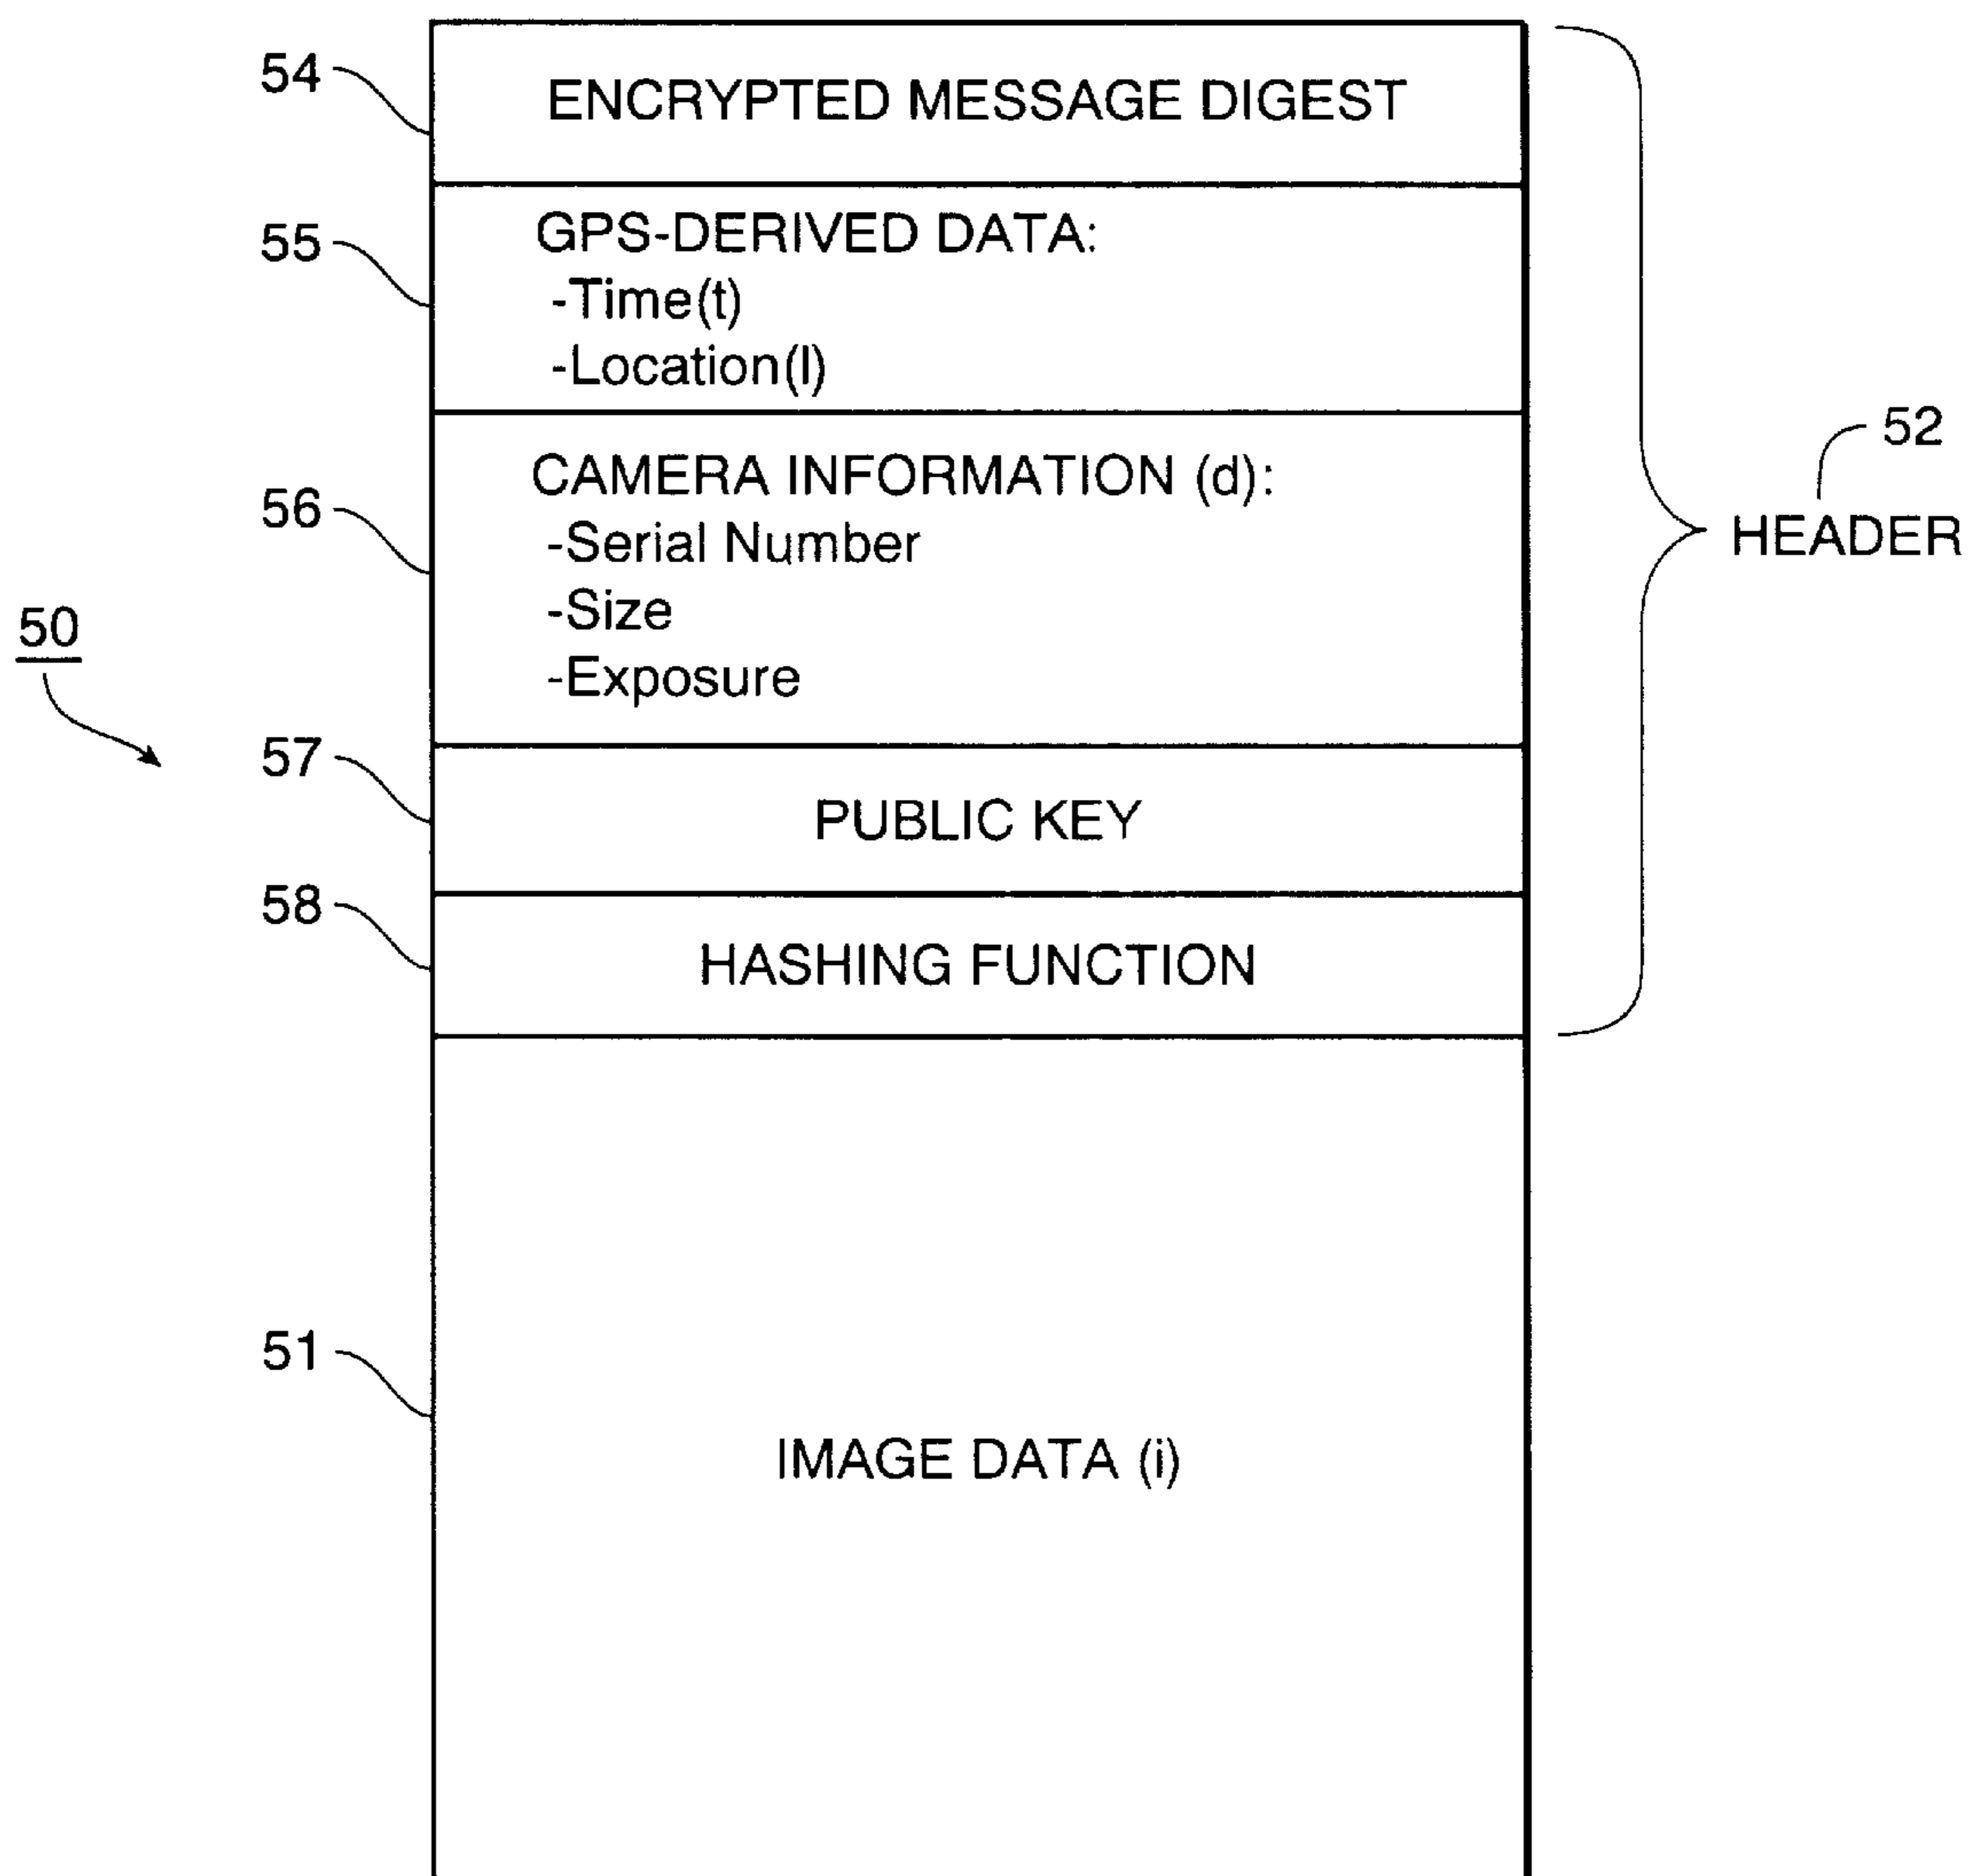 54
ENCRYPTED MESSAGE DIGEST
55
GPS-DERIVED DATA:
-Time(t)
-Location(l)
56
CAMERA INFORMATION (d):
-Serial Number
-Size
-Exposure
52
HEADER
50
57
PUBLIC KEY
58
HASHING FUNCTION
51
IMAGE DATA (i)